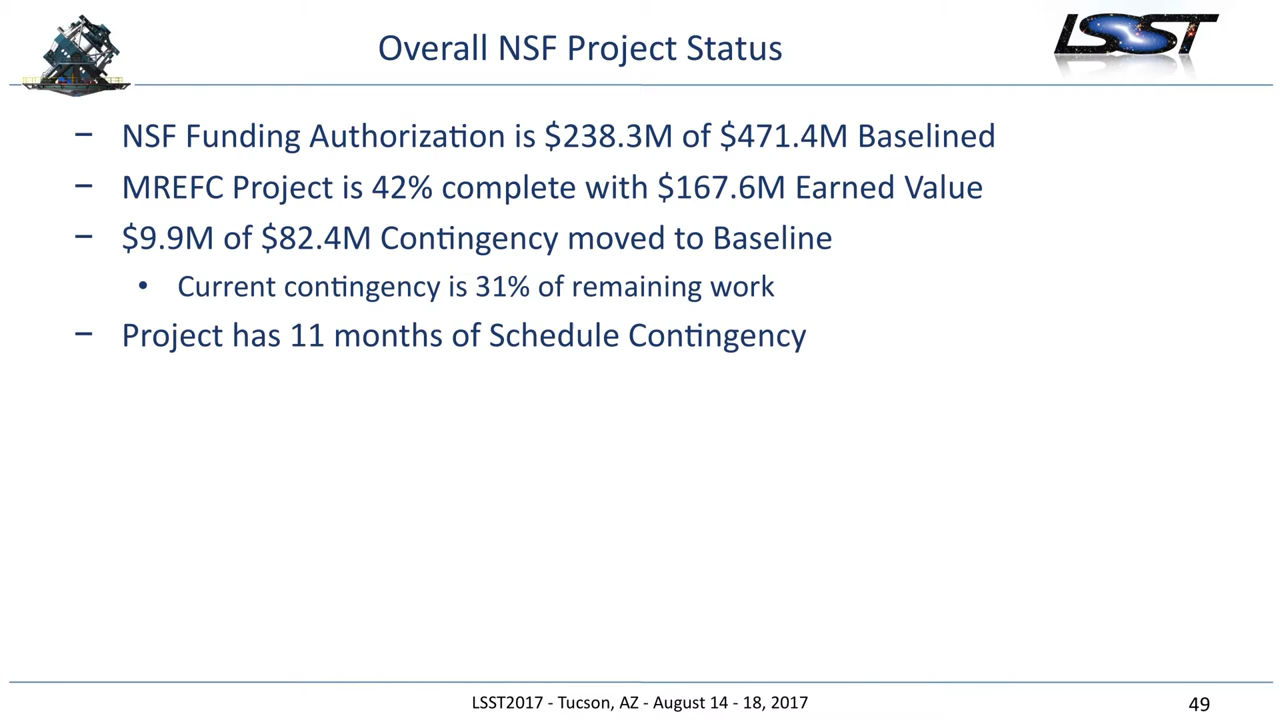 Overall NSF Project Status
LSST
– NSF Funding Authorization is $238.3M of $471.4M Baselined
– MREFC Project is 42% complete with $167.6M Earned Value
– $9.9M of $82.4M Contingency moved to Baseline
• Current contingency is 31% of remaining work
– Project has 11 months of Schedule Contingency
LSST2017 - Tucson, AZ - August 14 - 18, 2017
49